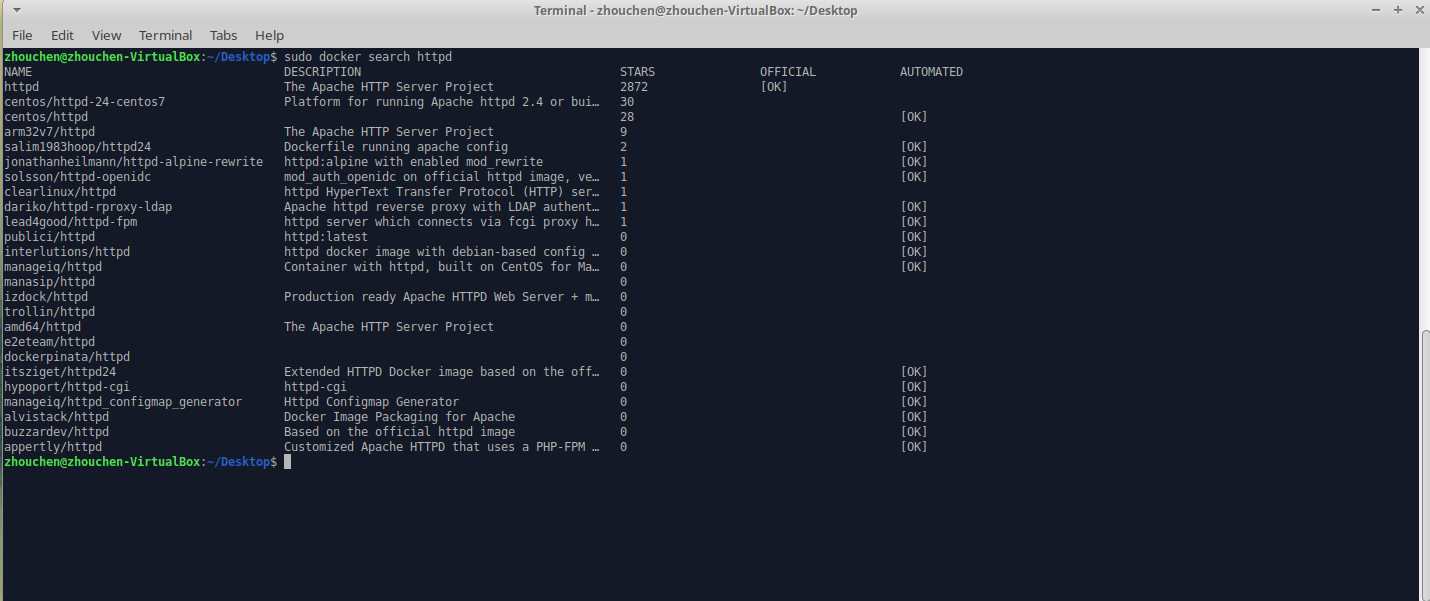 Terminal - zhouchen@zhouchen-VirtualBox: ~/Desktop
File Edit View Terminal Tabs Help
zhouchen@zhouchen-VirtualBox:~/Desktop$ sudo docker search httpd
NAME DESCRIPTION STARS OFFICIAL AUTOMATED
httpd The Apache HTTP Server Project 2872 [OK]
centos/httpd-24-centos7 Platform for running Apache httpd 2.4 or bui… 30
centos/httpd 28 [OK]
arm32v7/httpd The Apache HTTP Server Project 9
salim1983hoop/httpd24 Dockerfile running apache config 2 [OK]
jonathanheilmann/httpd-alpine-rewrite httpd:alpine with enabled mod_rewrite 1 [OK]
solsson/httpd-openidc mod_auth_openidc on official httpd image, ve… 1 [OK]
clearlinux/httpd httpd HyperText Transfer Protocol (HTTP) ser… 1
dariko/httpd-rproxy-ldap Apache httpd reverse proxy with LDAP authent… 1 [OK]
lead4good/httpd-fpm httpd server which connects via fcgi proxy h… 1 [OK]
publici/httpd httpd:latest 0 [OK]
interlutions/httpd httpd docker image with debian-based config … 0 [OK]
manageiq/httpd Container with httpd, built on CentOS for Ma… 0 [OK]
manasip/httpd 0
izdock/httpd Production ready Apache HTTPD Web Server + m… 0
trollin/httpd 0
amd64/httpd The Apache HTTP Server Project 0
e2eteam/httpd 0
dockerpinata/httpd 0
itsziget/httpd24 Extended HTTPD Docker image based on the off… 0 [OK]
hypoport/httpd-cgi httpd-cgi 0 [OK]
manageiq/httpd_configmap_generator Httpd Configmap Generator 0 [OK]
alvistack/httpd Docker Image Packaging for Apache 0 [OK]
buzzardev/httpd Based on the official httpd image 0 [OK]
appertly/httpd Customized Apache HTTPD that uses a PHP-FPM … 0 [OK]
zhouchen@zhouchen-VirtualBox:~/Desktop$